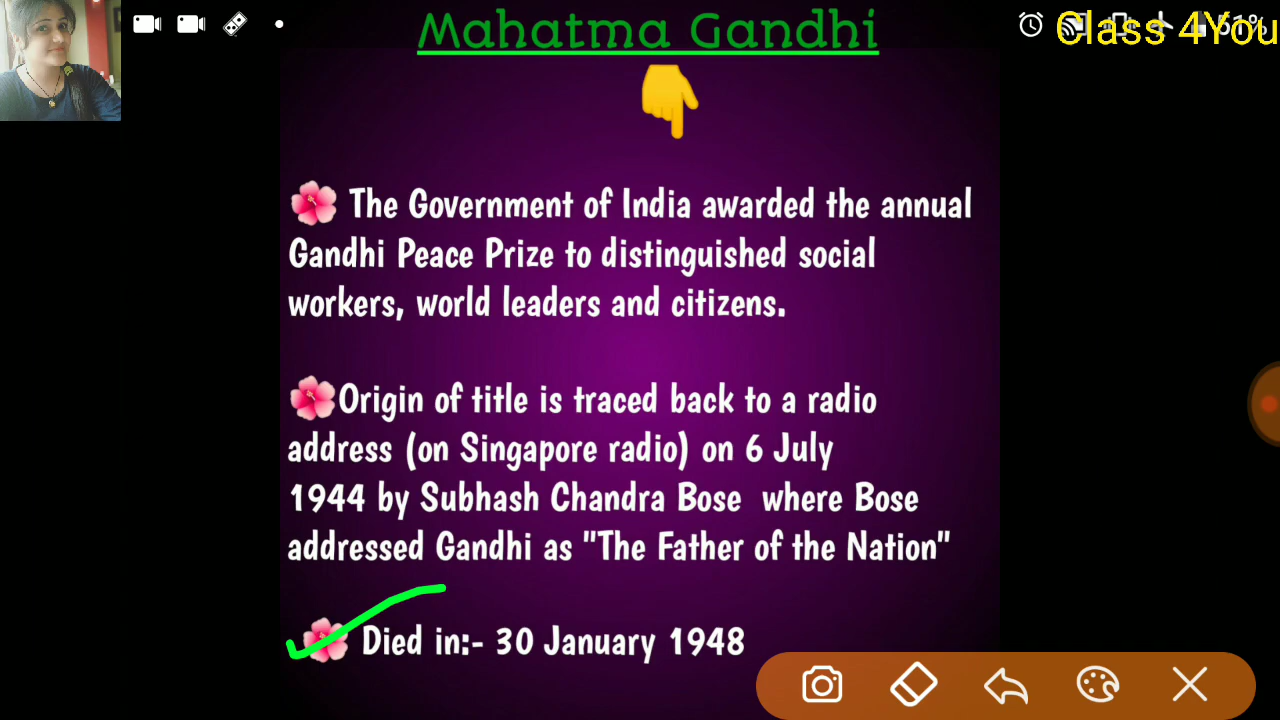 Mahatma Gandhi
Class 4You
The Government of India awarded the annual
Gandhi Peace Prize to distinguished social
workers, world leaders and citizens.
Origin of title is traced back to a radio
address (on Singapore radio) on 6 July
1944 by Subhash Chandra Bose where Bose
addressed Gandhi as "The Father of the Nation"
Died in:- 30 January 1948